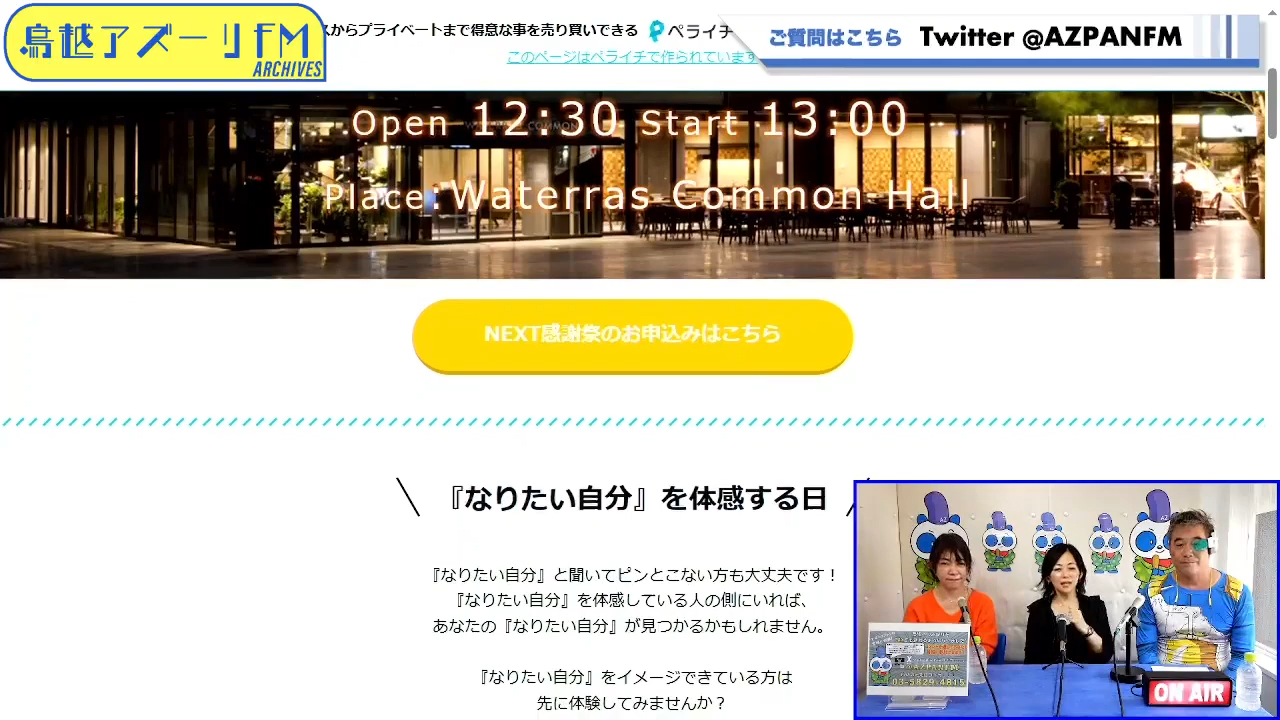 鳥越アズーリFM
ARCHIVES
スからプライベートまで得意な事を売り買いできる
ペライチ
このページはペライチで作られています
ご質問はこちら Twitter @AZPANFM
Open 12:30 Start 13:00
Place:Waterras Common Hall
NEXT感謝祭のお申込みはこちら
『なりたい自分』を体感する日
『なりたい自分』と聞いてピンとこない方も大丈夫です！
『なりたい自分』を体感している人の側にいれば、
あなたの『なりたい自分』が見つかるかもしれません。
『なりたい自分』をイメージできている方は
先に体験してみませんか？
AZ
@AZPANFM
03-5829-4815
1
ON AIR